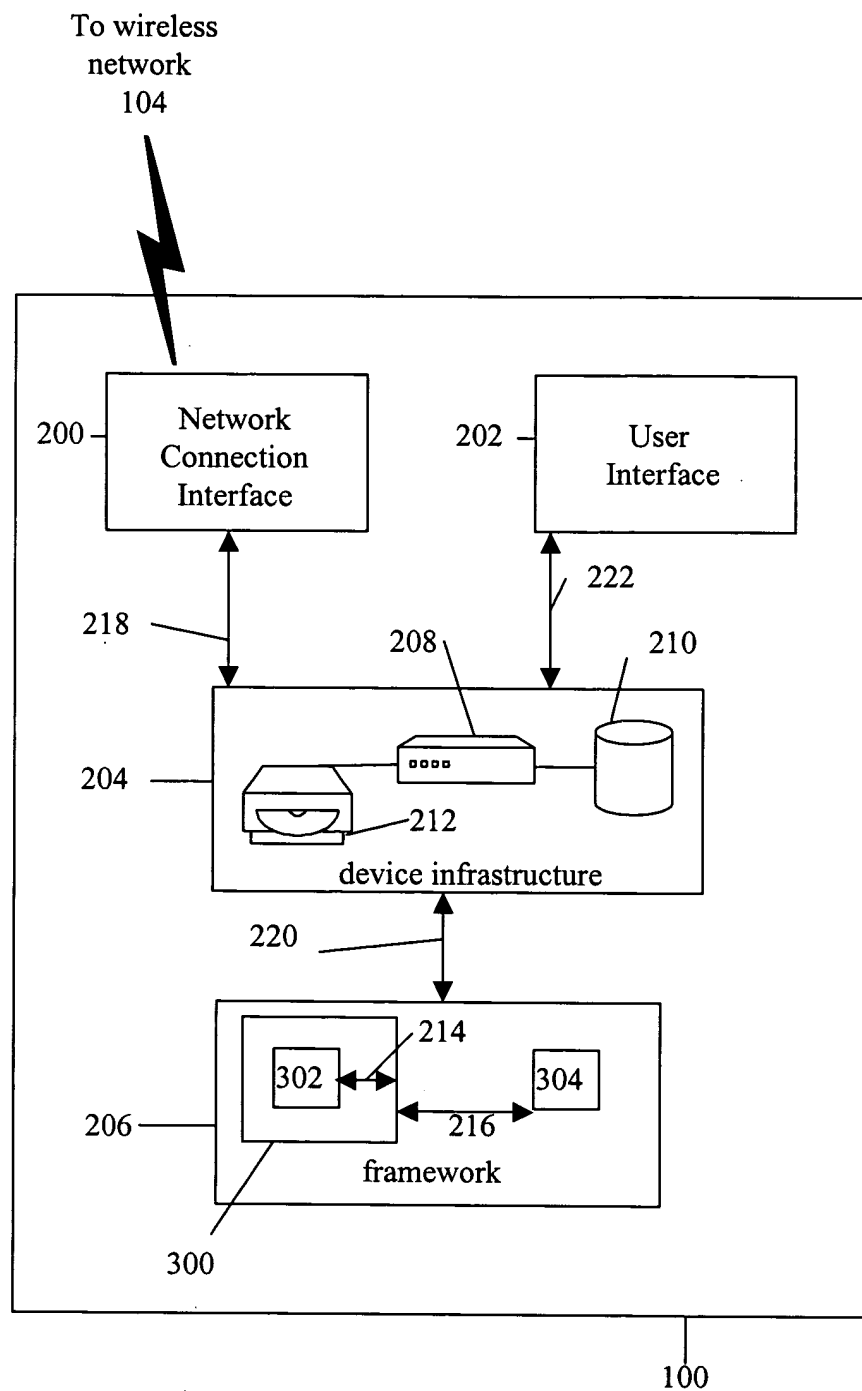 To wireless
network
104
200
Network
Connection
Interface
202
User
Interface
218
222
208
210
204
212
device infrastructure
220
214
302
304
216
206
framework
300
100